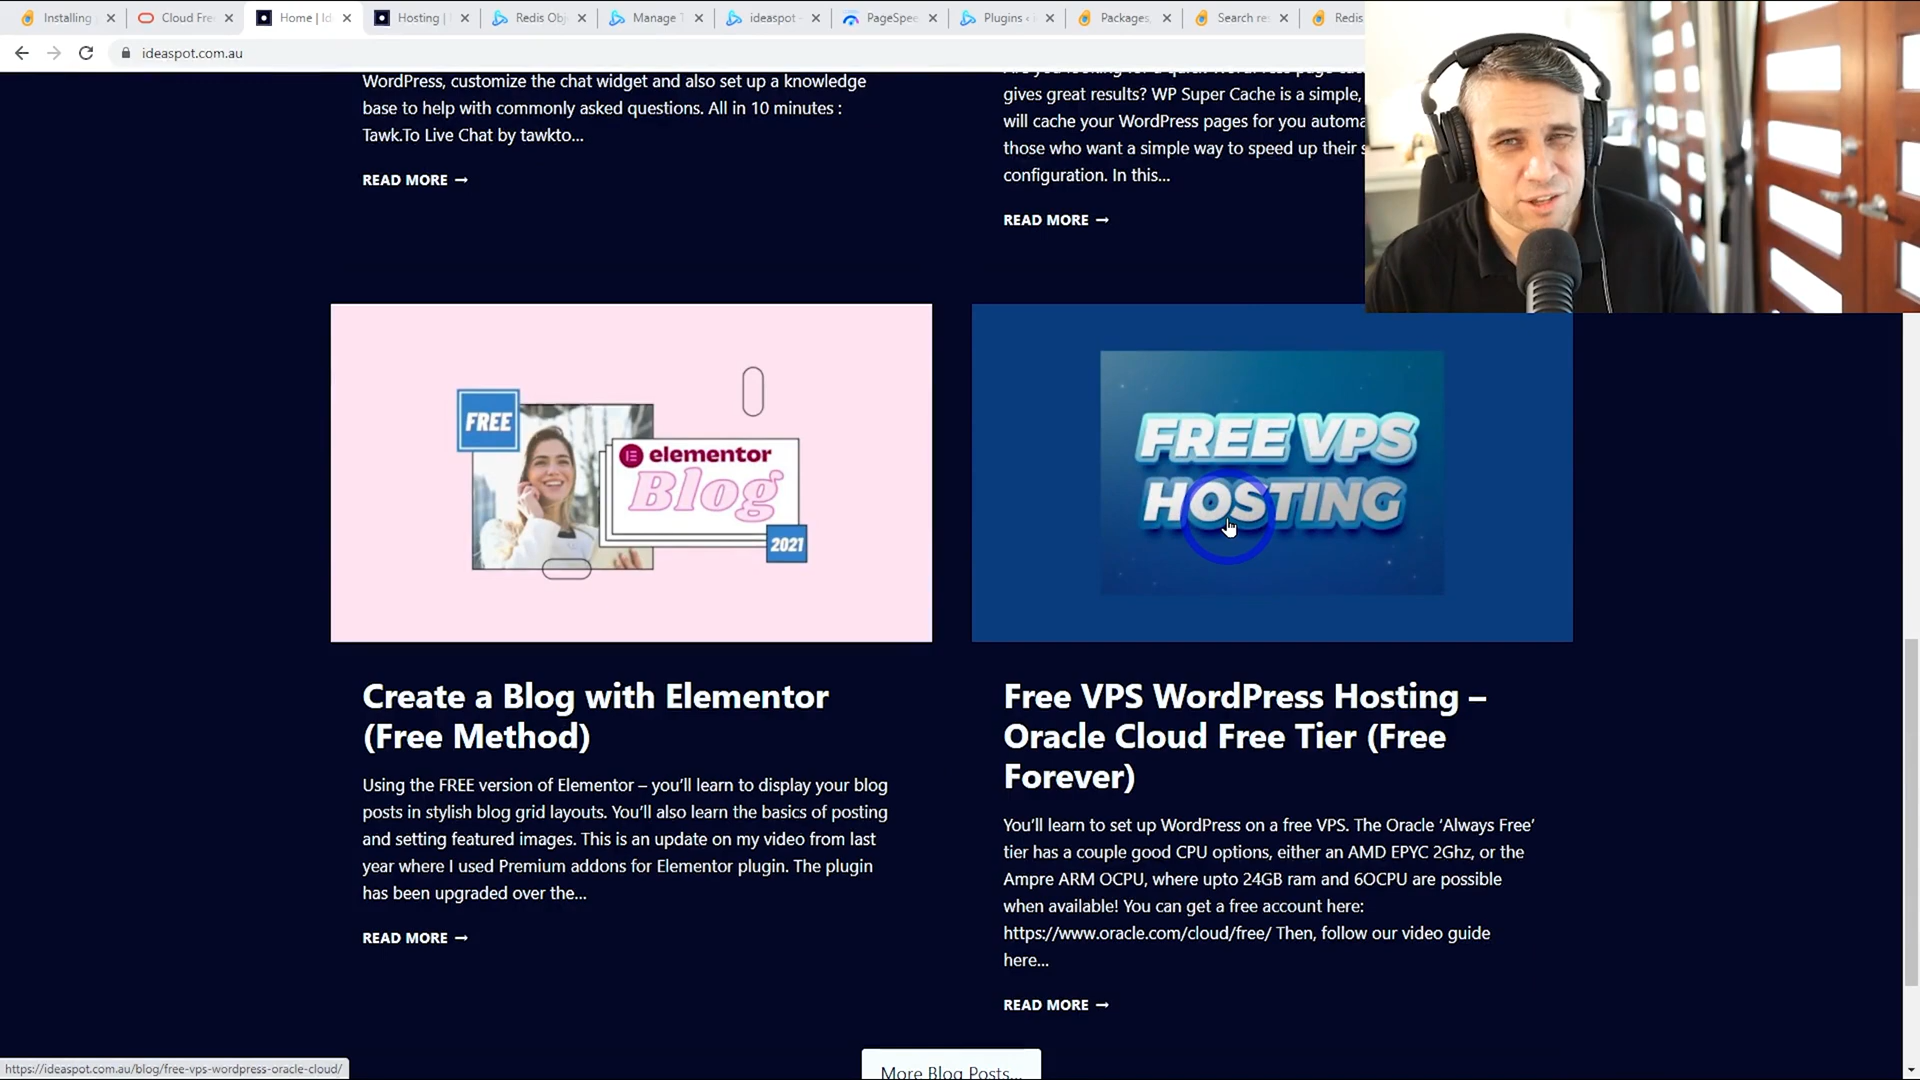 Installing
Cloud Fre
Home | Id
Hosting |
Redis Obj
Manage
ideaspot
PageSpee
Plugins ‹
Packages,
Search re
Redis
ideaspot.com.au
WordPress, customize the chat widget and also set up a knowledge
base to help with commonly asked questions. All in 10 minutes :
Tawk.To Live Chat by tawkto...
READ MORE →
gives great results? WP Super Cache is a simple,
will cache your WordPress pages for you automa
those who want a simple way to speed up their s
configuration. In this...
READ MORE →
FREE
elementor
Blog
2021
FREE VPS
HOSTING
Create a Blog with Elementor
(Free Method)
Using the FREE version of Elementor – you'll learn to display your blog
posts in stylish blog grid layouts. You'll also learn the basics of posting
and setting featured images. This is an update on my video from last
year where I used Premium addons for Elementor plugin. The plugin
has been upgraded over the...
READ MORE →
Free VPS WordPress Hosting –
Oracle Cloud Free Tier (Free
Forever)
You'll learn to set up WordPress on a free VPS. The Oracle 'Always Free'
tier has a couple good CPU options, either an AMD EPYC 2Ghz, or the
Ampre ARM OCPU, where upto 24GB ram and 6OCPU are possible
when available! You can get a free account here:
https://www.oracle.com/cloud/free/ Then, follow our video guide
here...
READ MORE →
More Blog Posts...
https://ideaspot.com.au/blog/free-vps-wordpress-oracle-cloud/